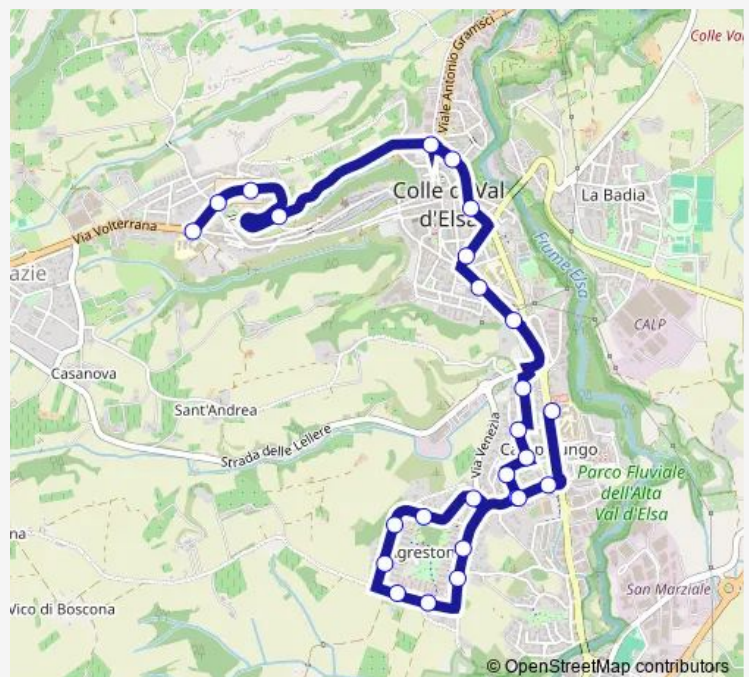 Colle Va
Viale Antonio Gramsci
Colle di Val
d'Elsa
La Badia
Via Volterrana
azie
Fiume Elsa
CALP
Casanova
Sant'Andrea
Strada delle Lellere
Via Venezia
Ca
ungo
Parco Fluviale
dell'Alta
Val d'Elsa
greston
na
Vico di Boscona
San Marziale
© OpenStreetMap contributors